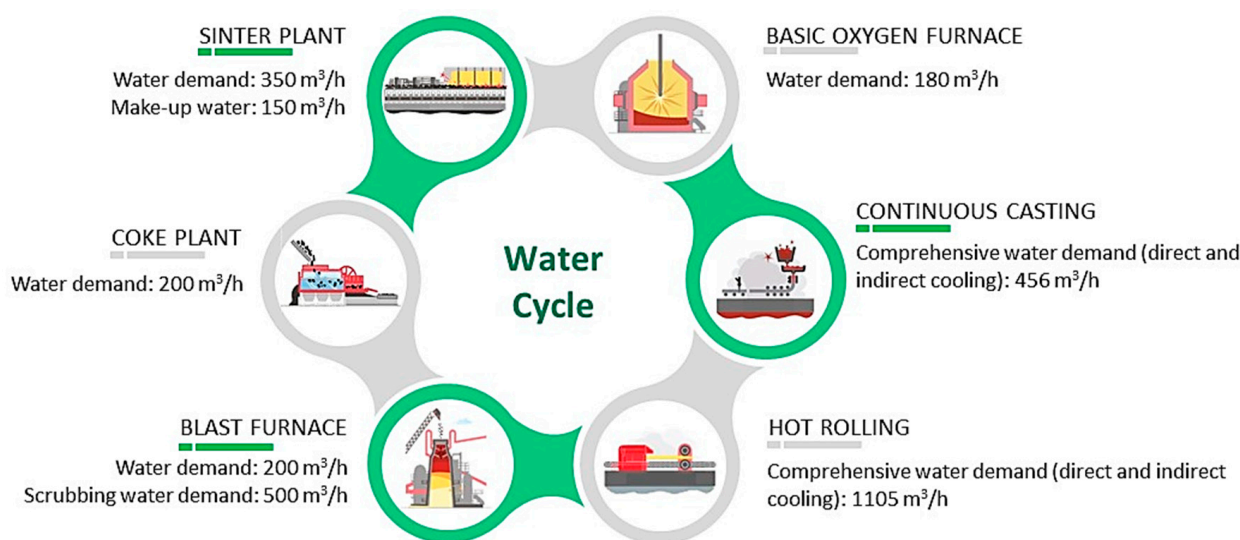 SINTER PLANT
Water demand: 350 m³/h
Make-up water: 150 m³/h
BASIC OXYGEN FURNACE
Water demand: 180 m³/h
COKE PLANT
Water demand: 200 m³/h
Water
Cycle
CONTINUOUS CASTING
Comprehensive water demand (direct and
indirect cooling): 456 m³/h
BLAST FURNACE
Water demand: 200 m³/h
Scrubbing water demand: 500 m³/h
HOT ROLLING
Comprehensive water demand (direct and indirect
cooling): 1105 m³/h